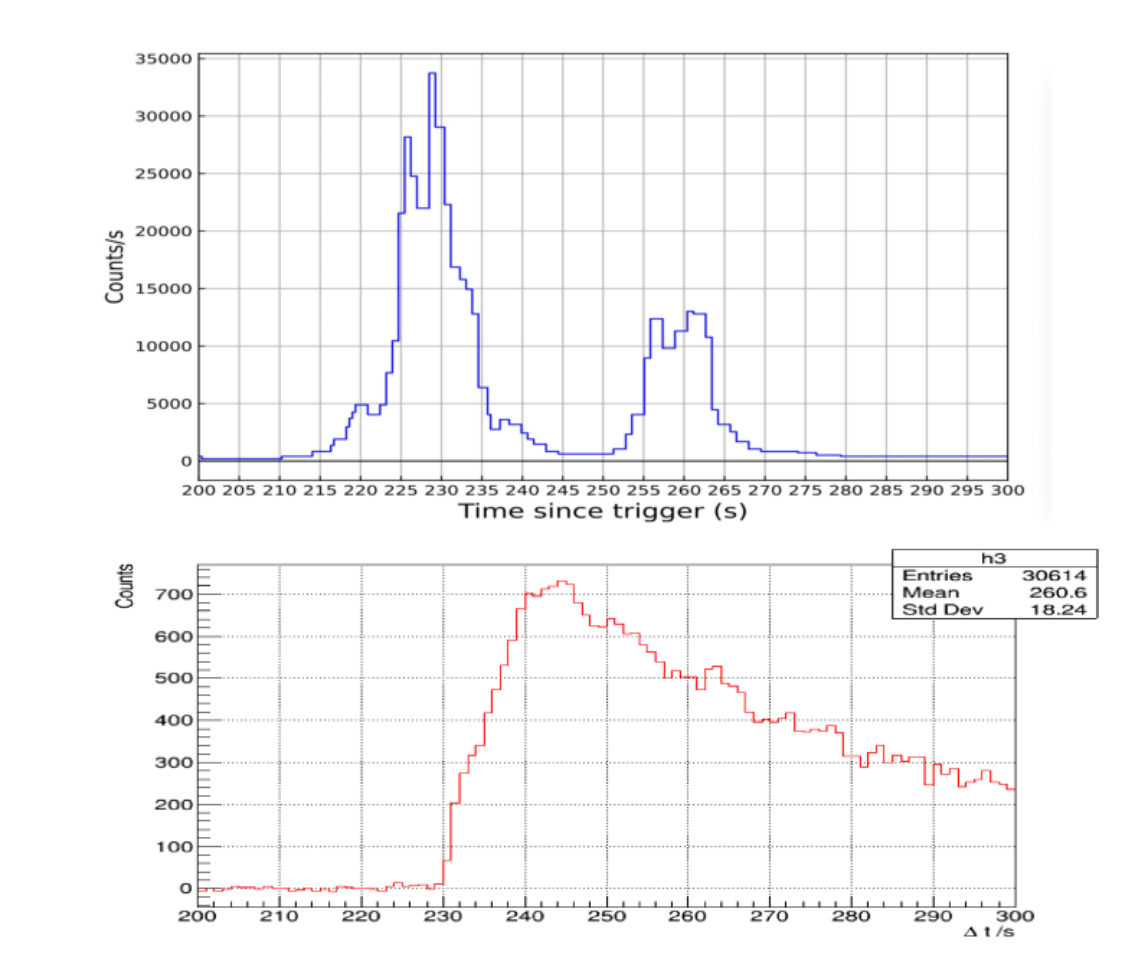 35000
30000
25000
20000
15000
10000
5000
0
Counts/s
200 205 210 215 220 225 230 235 240 245 250 255 260 265 270 275 280 285 290 295 300
Time since trigger (s)
h3
Entries 30614
Mean 260.6
Std Dev 18.24
Counts
700
600
500
400
300
200
100
0
200 210 220 230 240 250 260 270 280 290 300
Δ t /s